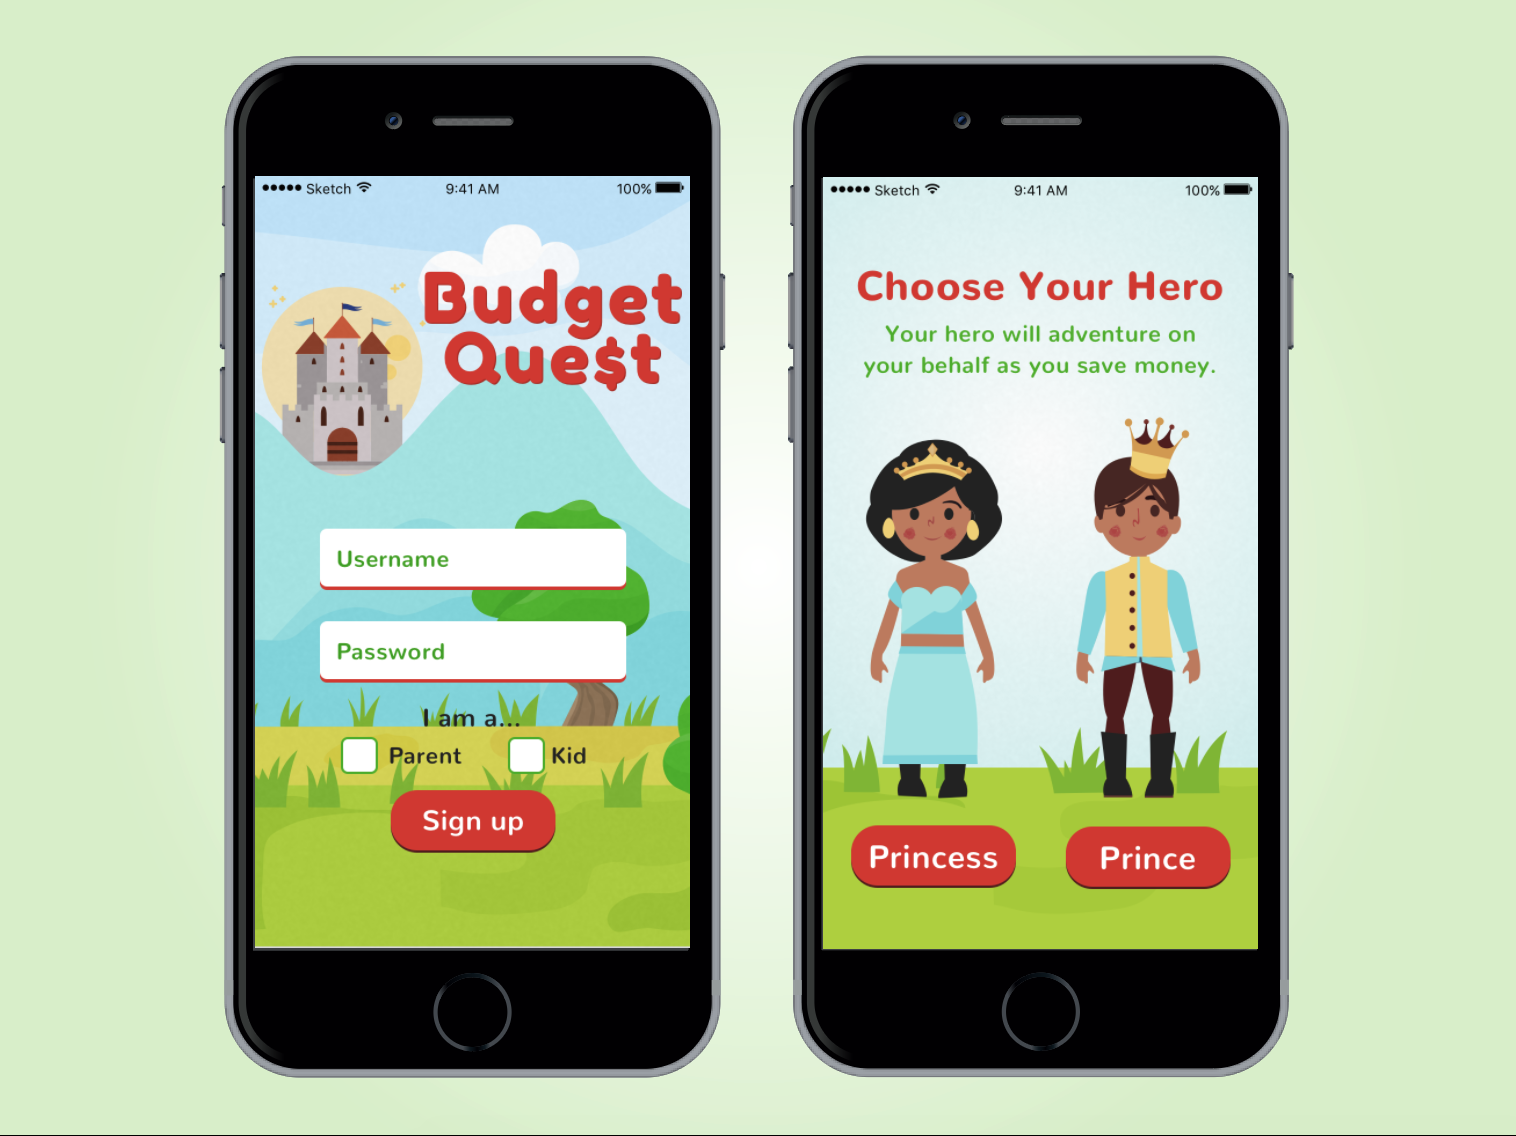 Sketch 9:41 AM 100%
Budget
Que$t
Username
Password
I am a...
Parent Kid
Sign up
Sketch 9:41 AM 100%
Choose Your Hero
Your hero will adventure on
your behalf as you save money.
Princess Prince